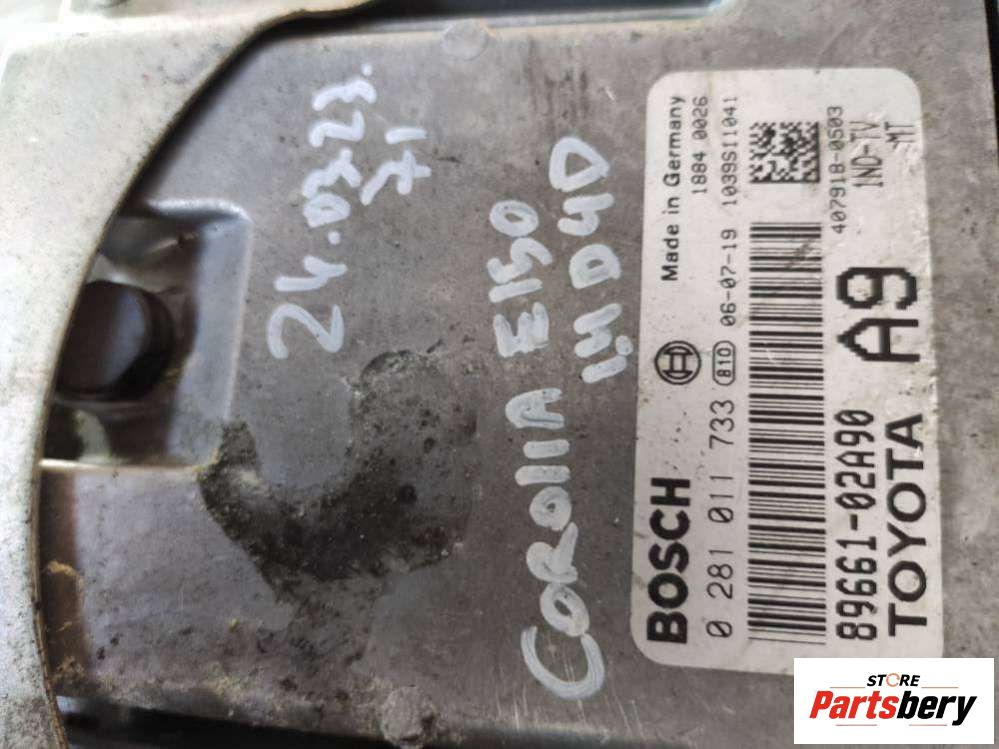 24.03.23.
71
COROllA E150
1.4 D4D
BOSCH
Made in Germany
0 281 011 733 810 06-07-19
1884 0026
1039S11041
407918-0503
1ND-TV
MT
89661-02A90
TOYOTA A9
STORE
Partsbery